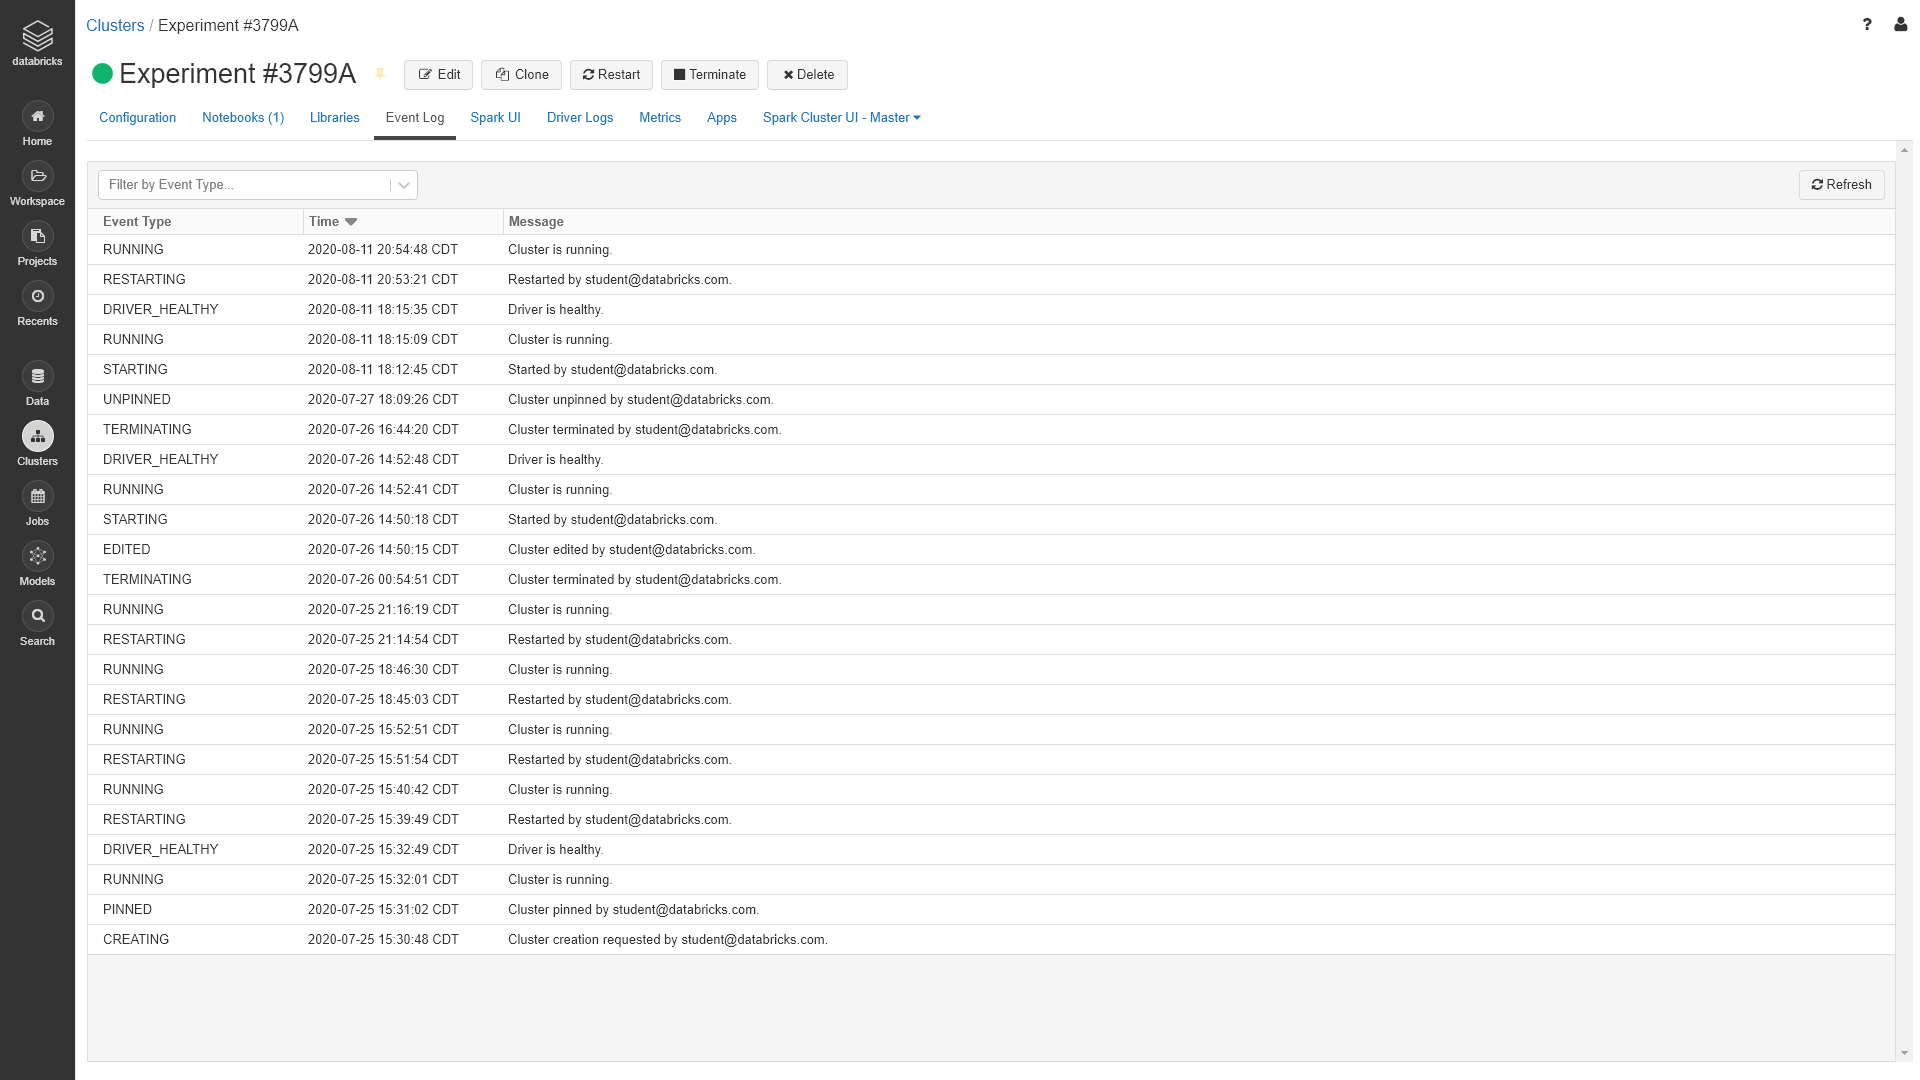 databricks
Home
Workspace
Projects
Recents
Data
Clusters
Jobs
Models
Search
Clusters / Experiment #3799A
?
Experiment #3799A Edit Clone Restart Terminate Delete
Configuration Notebooks (1) Libraries Event Log Spark UI Driver Logs Metrics Apps Spark Cluster UI - Master
Filter by Event Type... Refresh
Event Type Time Message
RUNNING 2020-08-11 20:54:48 CDT Cluster is running.
RESTARTING 2020-08-11 20:53:21 CDT Restarted by student@databricks.com.
DRIVER_HEALTHY 2020-08-11 18:15:35 CDT Driver is healthy.
RUNNING 2020-08-11 18:15:09 CDT Cluster is running.
STARTING 2020-08-11 18:12:45 CDT Started by student@databricks.com.
UNPINNED 2020-07-27 18:09:26 CDT Cluster unpinned by student@databricks.com.
TERMINATING 2020-07-26 16:44:20 CDT Cluster terminated by student@databricks.com.
DRIVER_HEALTHY 2020-07-26 14:52:48 CDT Driver is healthy.
RUNNING 2020-07-26 14:52:41 CDT Cluster is running.
STARTING 2020-07-26 14:50:18 CDT Started by student@databricks.com.
EDITED 2020-07-26 14:50:15 CDT Cluster edited by student@databricks.com.
TERMINATING 2020-07-26 00:54:51 CDT Cluster terminated by student@databricks.com.
RUNNING 2020-07-25 21:16:19 CDT Cluster is running.
RESTARTING 2020-07-25 21:14:54 CDT Restarted by student@databricks.com.
RUNNING 2020-07-25 18:46:30 CDT Cluster is running.
RESTARTING 2020-07-25 18:45:03 CDT Restarted by student@databricks.com.
RUNNING 2020-07-25 15:52:51 CDT Cluster is running.
RESTARTING 2020-07-25 15:51:54 CDT Restarted by student@databricks.com.
RUNNING 2020-07-25 15:40:42 CDT Cluster is running.
RESTARTING 2020-07-25 15:39:49 CDT Restarted by student@databricks.com.
DRIVER_HEALTHY 2020-07-25 15:32:49 CDT Driver is healthy.
RUNNING 2020-07-25 15:32:01 CDT Cluster is running.
PINNED 2020-07-25 15:31:02 CDT Cluster pinned by student@databricks.com.
CREATING 2020-07-25 15:30:48 CDT Cluster creation requested by student@databricks.com.